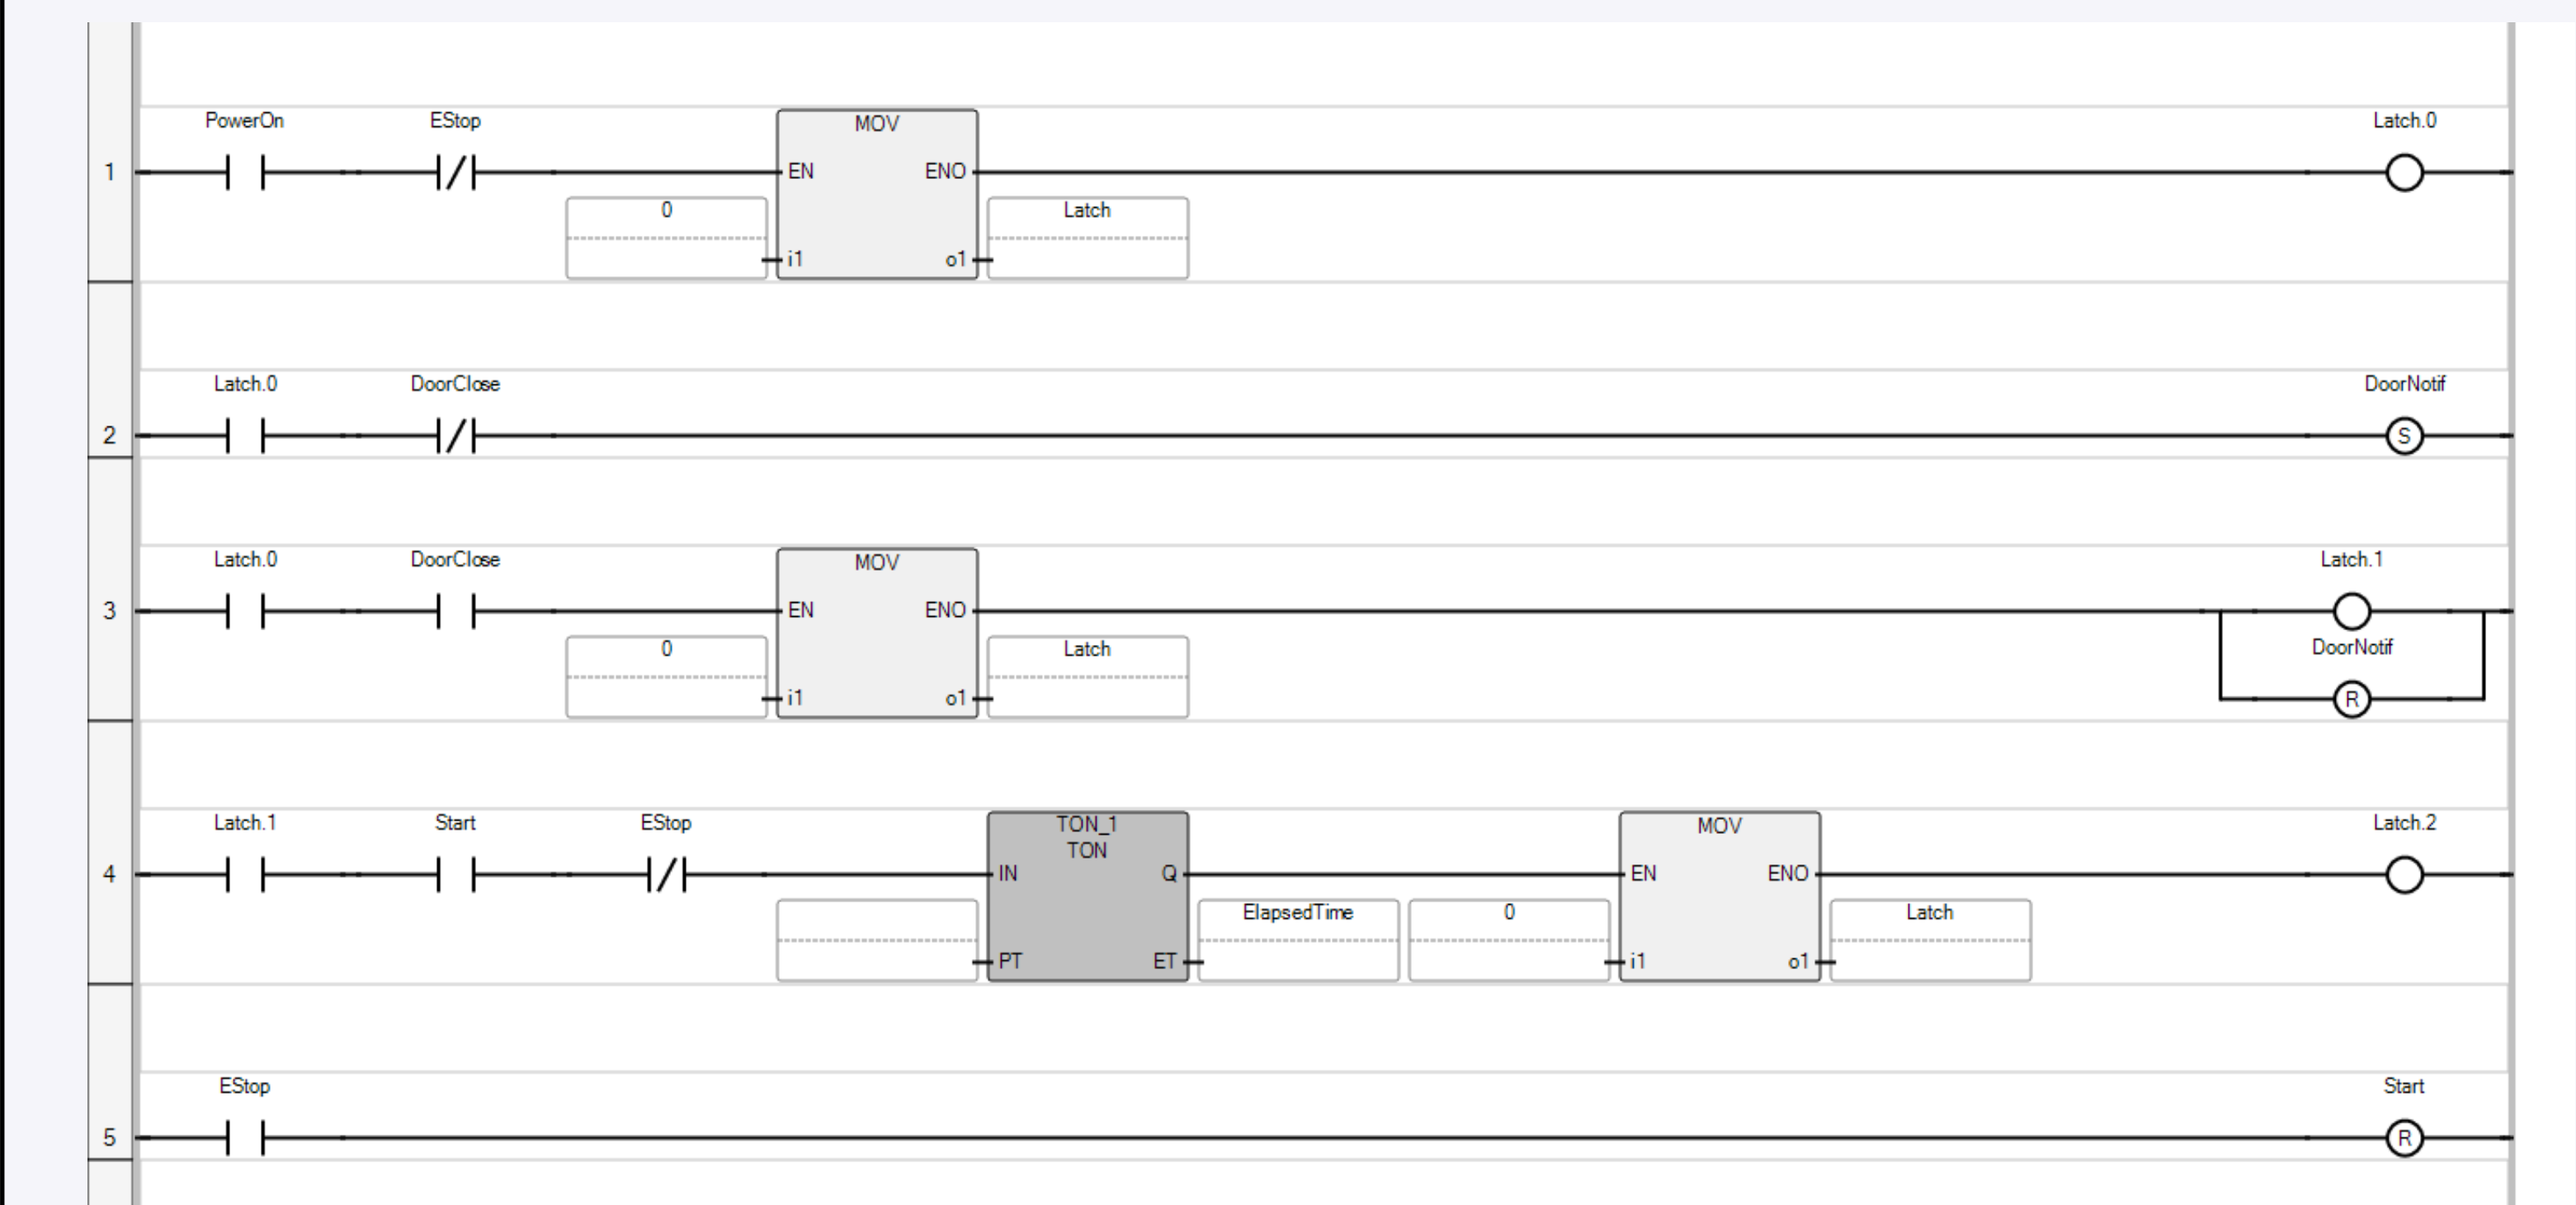 PowerOn EStop MOV Latch.0
1 EN ENO
0 Latch
i1 o1
Latch.0 DoorClose DoorNotif
2 S
Latch.0 DoorClose MOV Latch.1
3 EN ENO
0 Latch DoorNotif
i1 o1 R
Latch.1 Start EStop TON_1 MOV Latch.2
TON
4 IN Q EN ENO
ElapsedTime 0 Latch
PT ET i1 o1
EStop Start
5 R